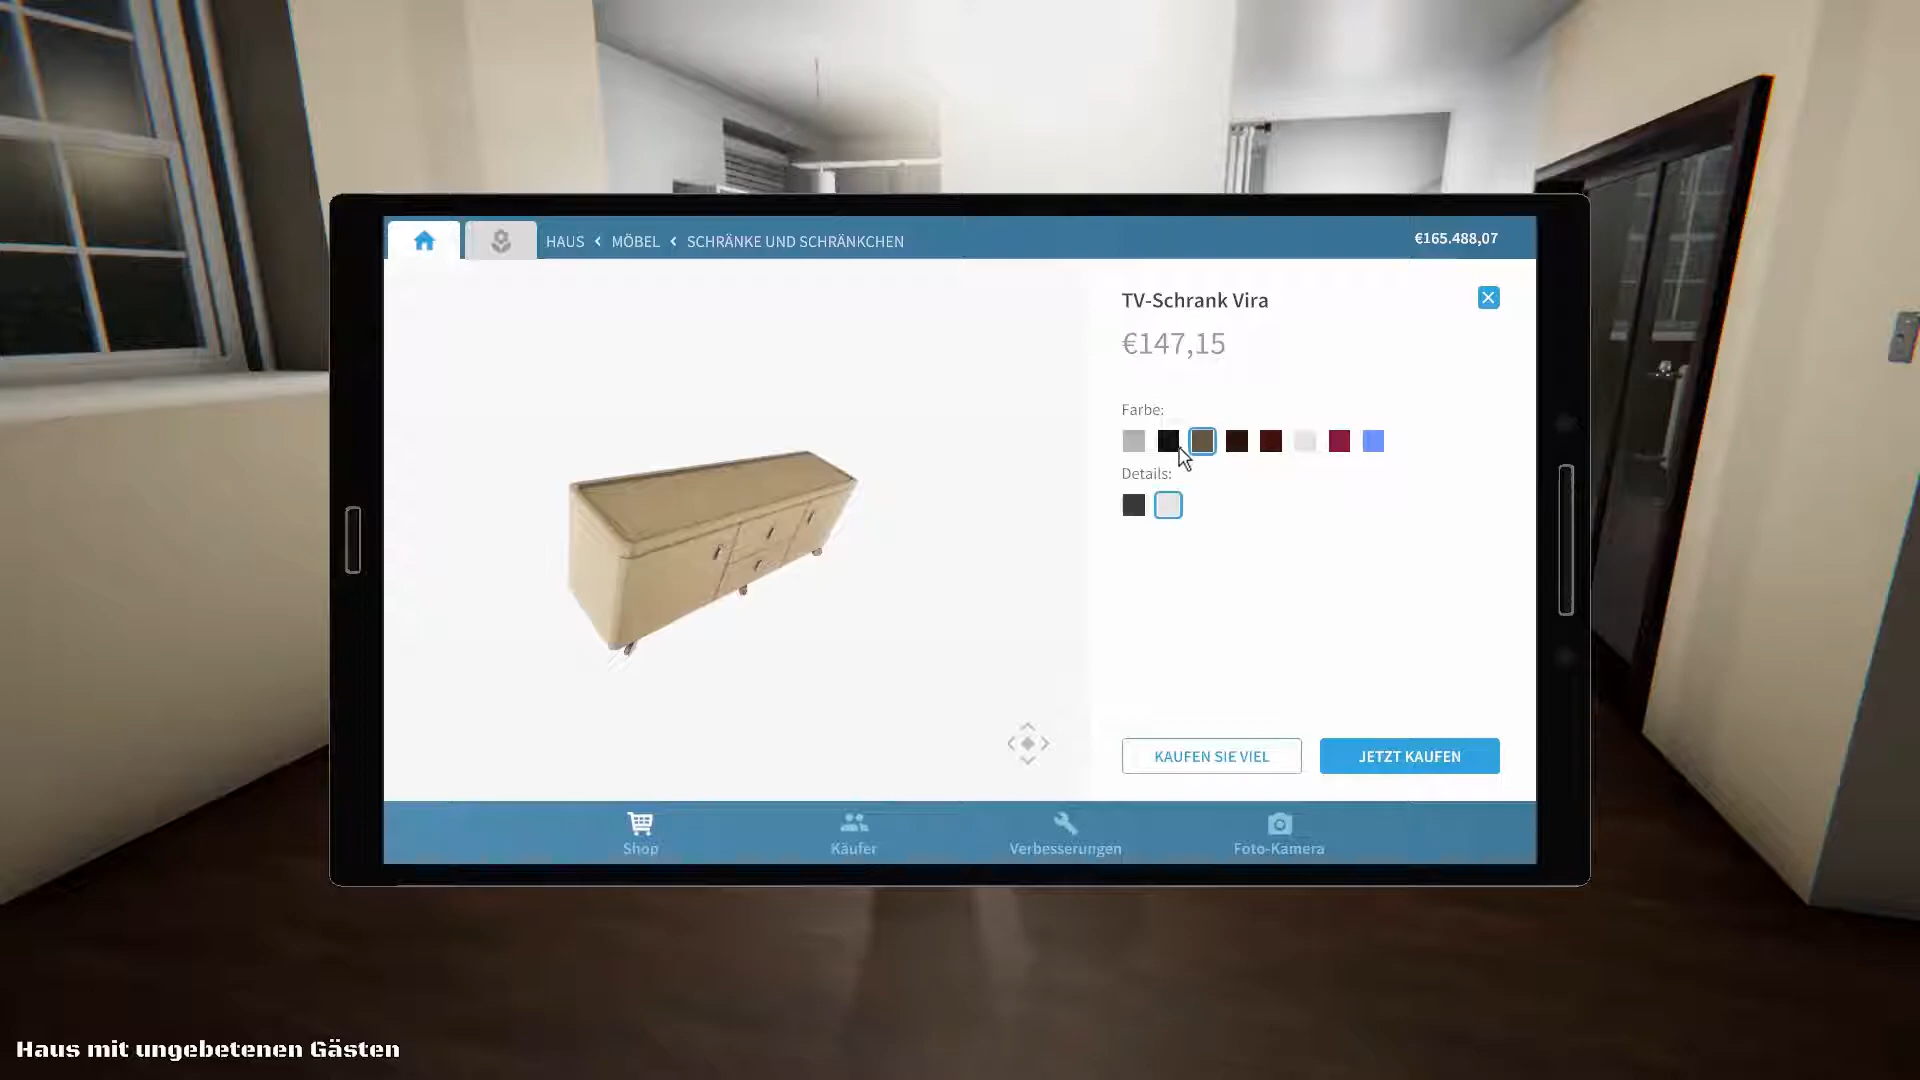 HAUS < MÖBEL < SCHRÄNKE UND SCHRÄNKCHEN
€165.488,07
TV-Schrank Vira
€147,15
Farbe:
Details:
KAUFEN SIE VIEL
JETZT KAUFEN
Shop
Käufer
Verbesserungen
Foto-Kamera
Haus mit ungebetenen Gästen